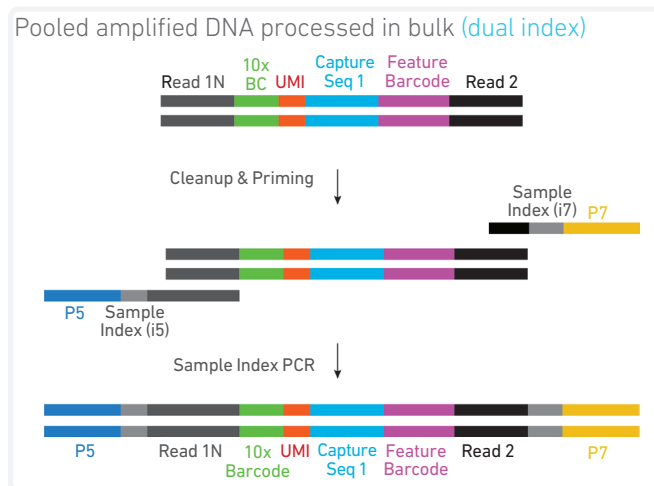 Pooled amplified DNA processed in bulk (dual index)
Read 1N
10x
BC
UMI
Capture
Seq 1
Feature
Barcode
Read 2
Cleanup & Priming
Sample
Index (i7)
P7
P5
Sample
Index (i5)
Sample Index PCR
P5
Read 1N
10x
Barcode
UMI
Capture
Seq 1
Feature
Barcode
Read 2
P7